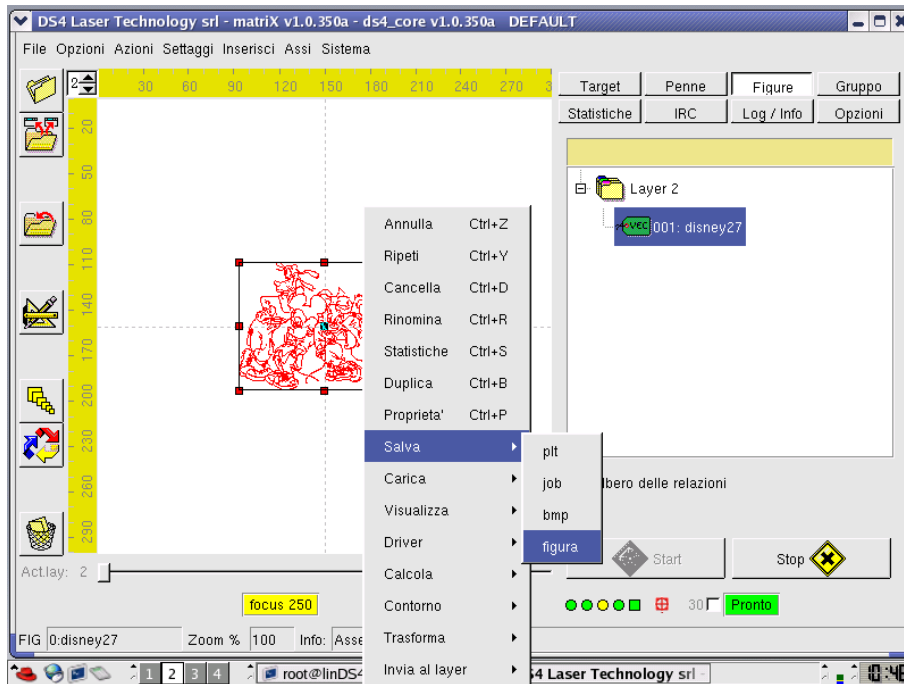 DS4 Laser Technology srl - matriX v1.0.350a - ds4_core v1.0.350a DEFAULT
File Opzioni Azioni Settaggi Inserisci Assi Sistema
2
30 60 90 120 150 180 210 240 270 3
20
50
80
110
140
170
200
230
260
290
Target Penne Figure Gruppo
Statistiche IRC Log / Info Opzioni
Layer 2
VEC 001: disney27
Annulla Ctrl+Z
Ripeti Ctrl+Y
Cancella Ctrl+D
Rinomina Ctrl+R
Statistiche Ctrl+S
Duplica Ctrl+B
Proprieta' Ctrl+P
Salva
Carica
Visualizza
Driver
Calcola
Contorno
Trasforma
Invia al layer
plt
job
bmp
figura
lbero delle relazioni
Start Stop
Act.lay: 2
focus 250
30 Pronto
FIG 0:disney27 Zoom % 100 Info: Asse
1 2 3 4 root@linDS4 S4 Laser Technology srl - 10:46